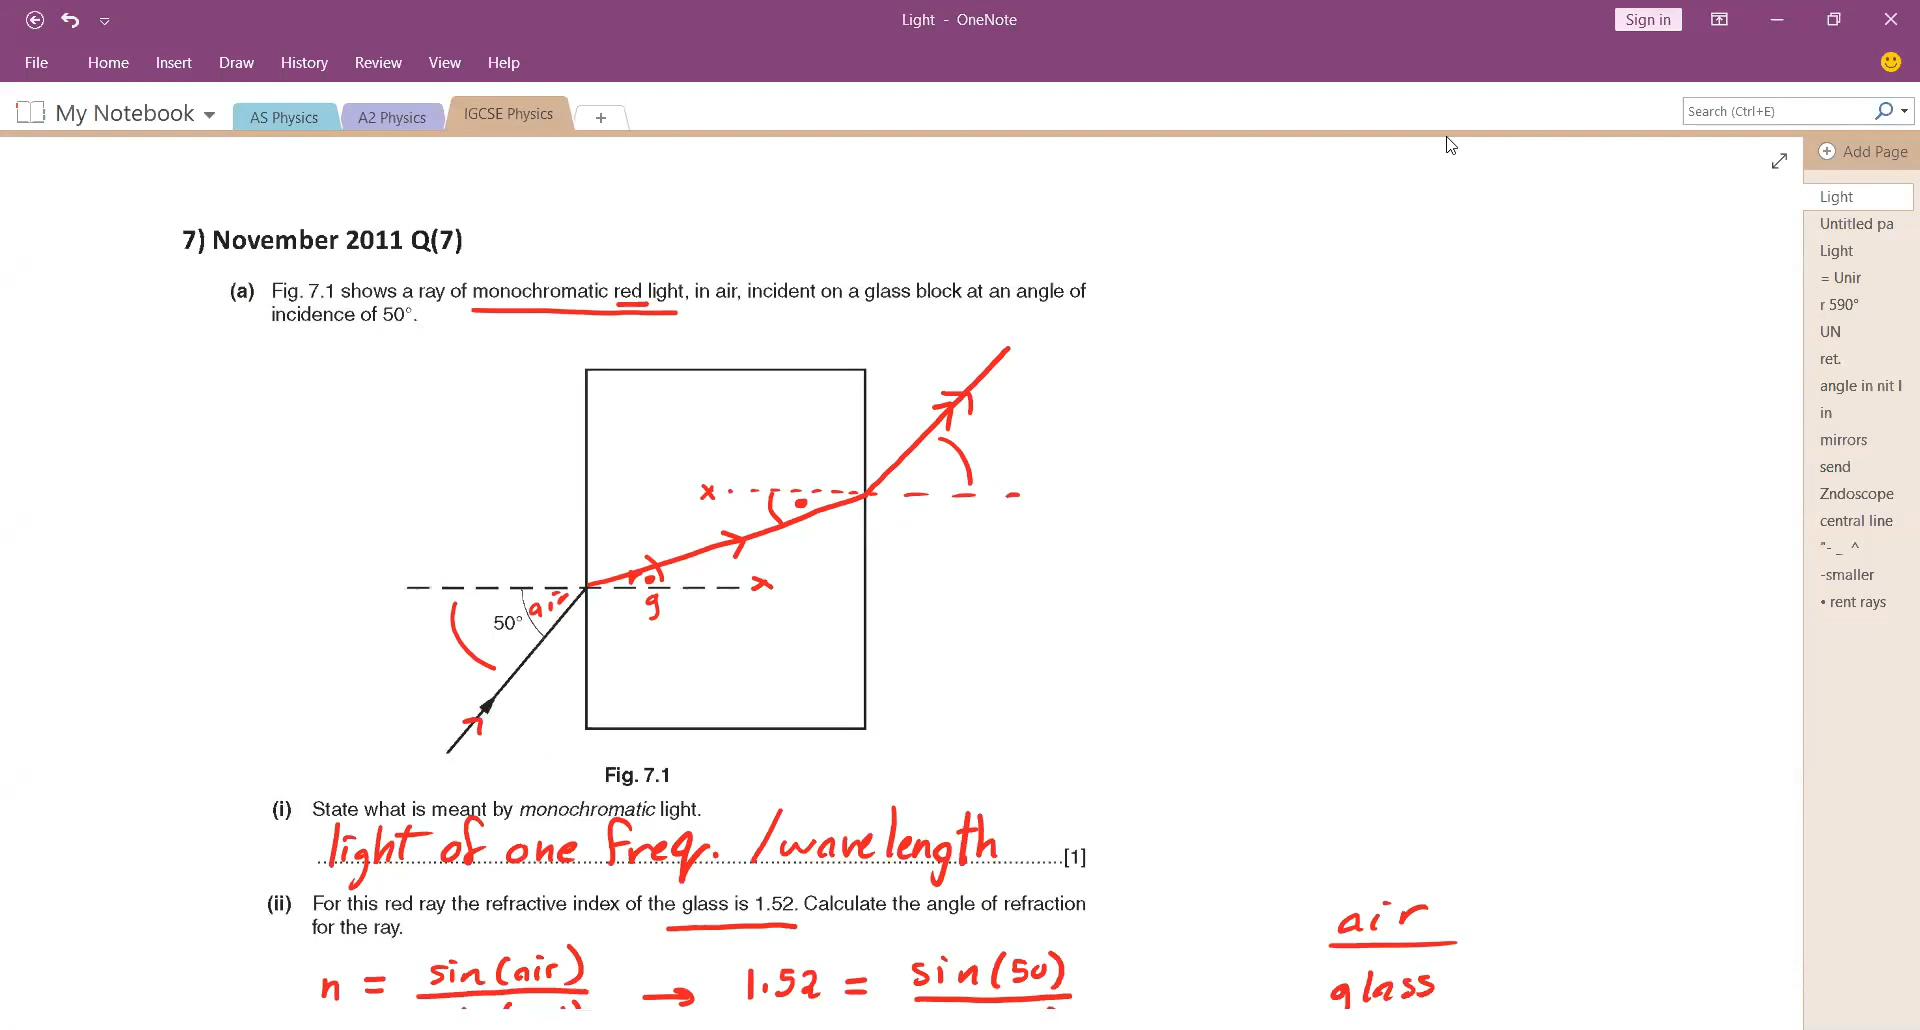 Light - OneNote
Sign in
File Home Insert Draw History Review View Help
My Notebook AS Physics A2 Physics IGCSE Physics +
Search (Ctrl+E)
Add Page
Light
Untitled pa
Light
= Unir
r 590°
UN
ret.
angle in nit I
in
mirrors
send
Zndoscope
central line
"- _ ^
-smaller
• rent rays
7) November 2011 Q(7)
(a) Fig. 7.1 shows a ray of monochromatic red light, in air, incident on a glass block at an angle of
incidence of 50°.
x
r
x
air
g
50°
Fig. 7.1
(i) State what is meant by monochromatic light.
light of one freq. /wavelength
[1]
(ii) For this red ray the refractive index of the glass is 1.52. Calculate the angle of refraction
for the ray.
n = sin(air) → 1.52 = sin(50)
air
glass